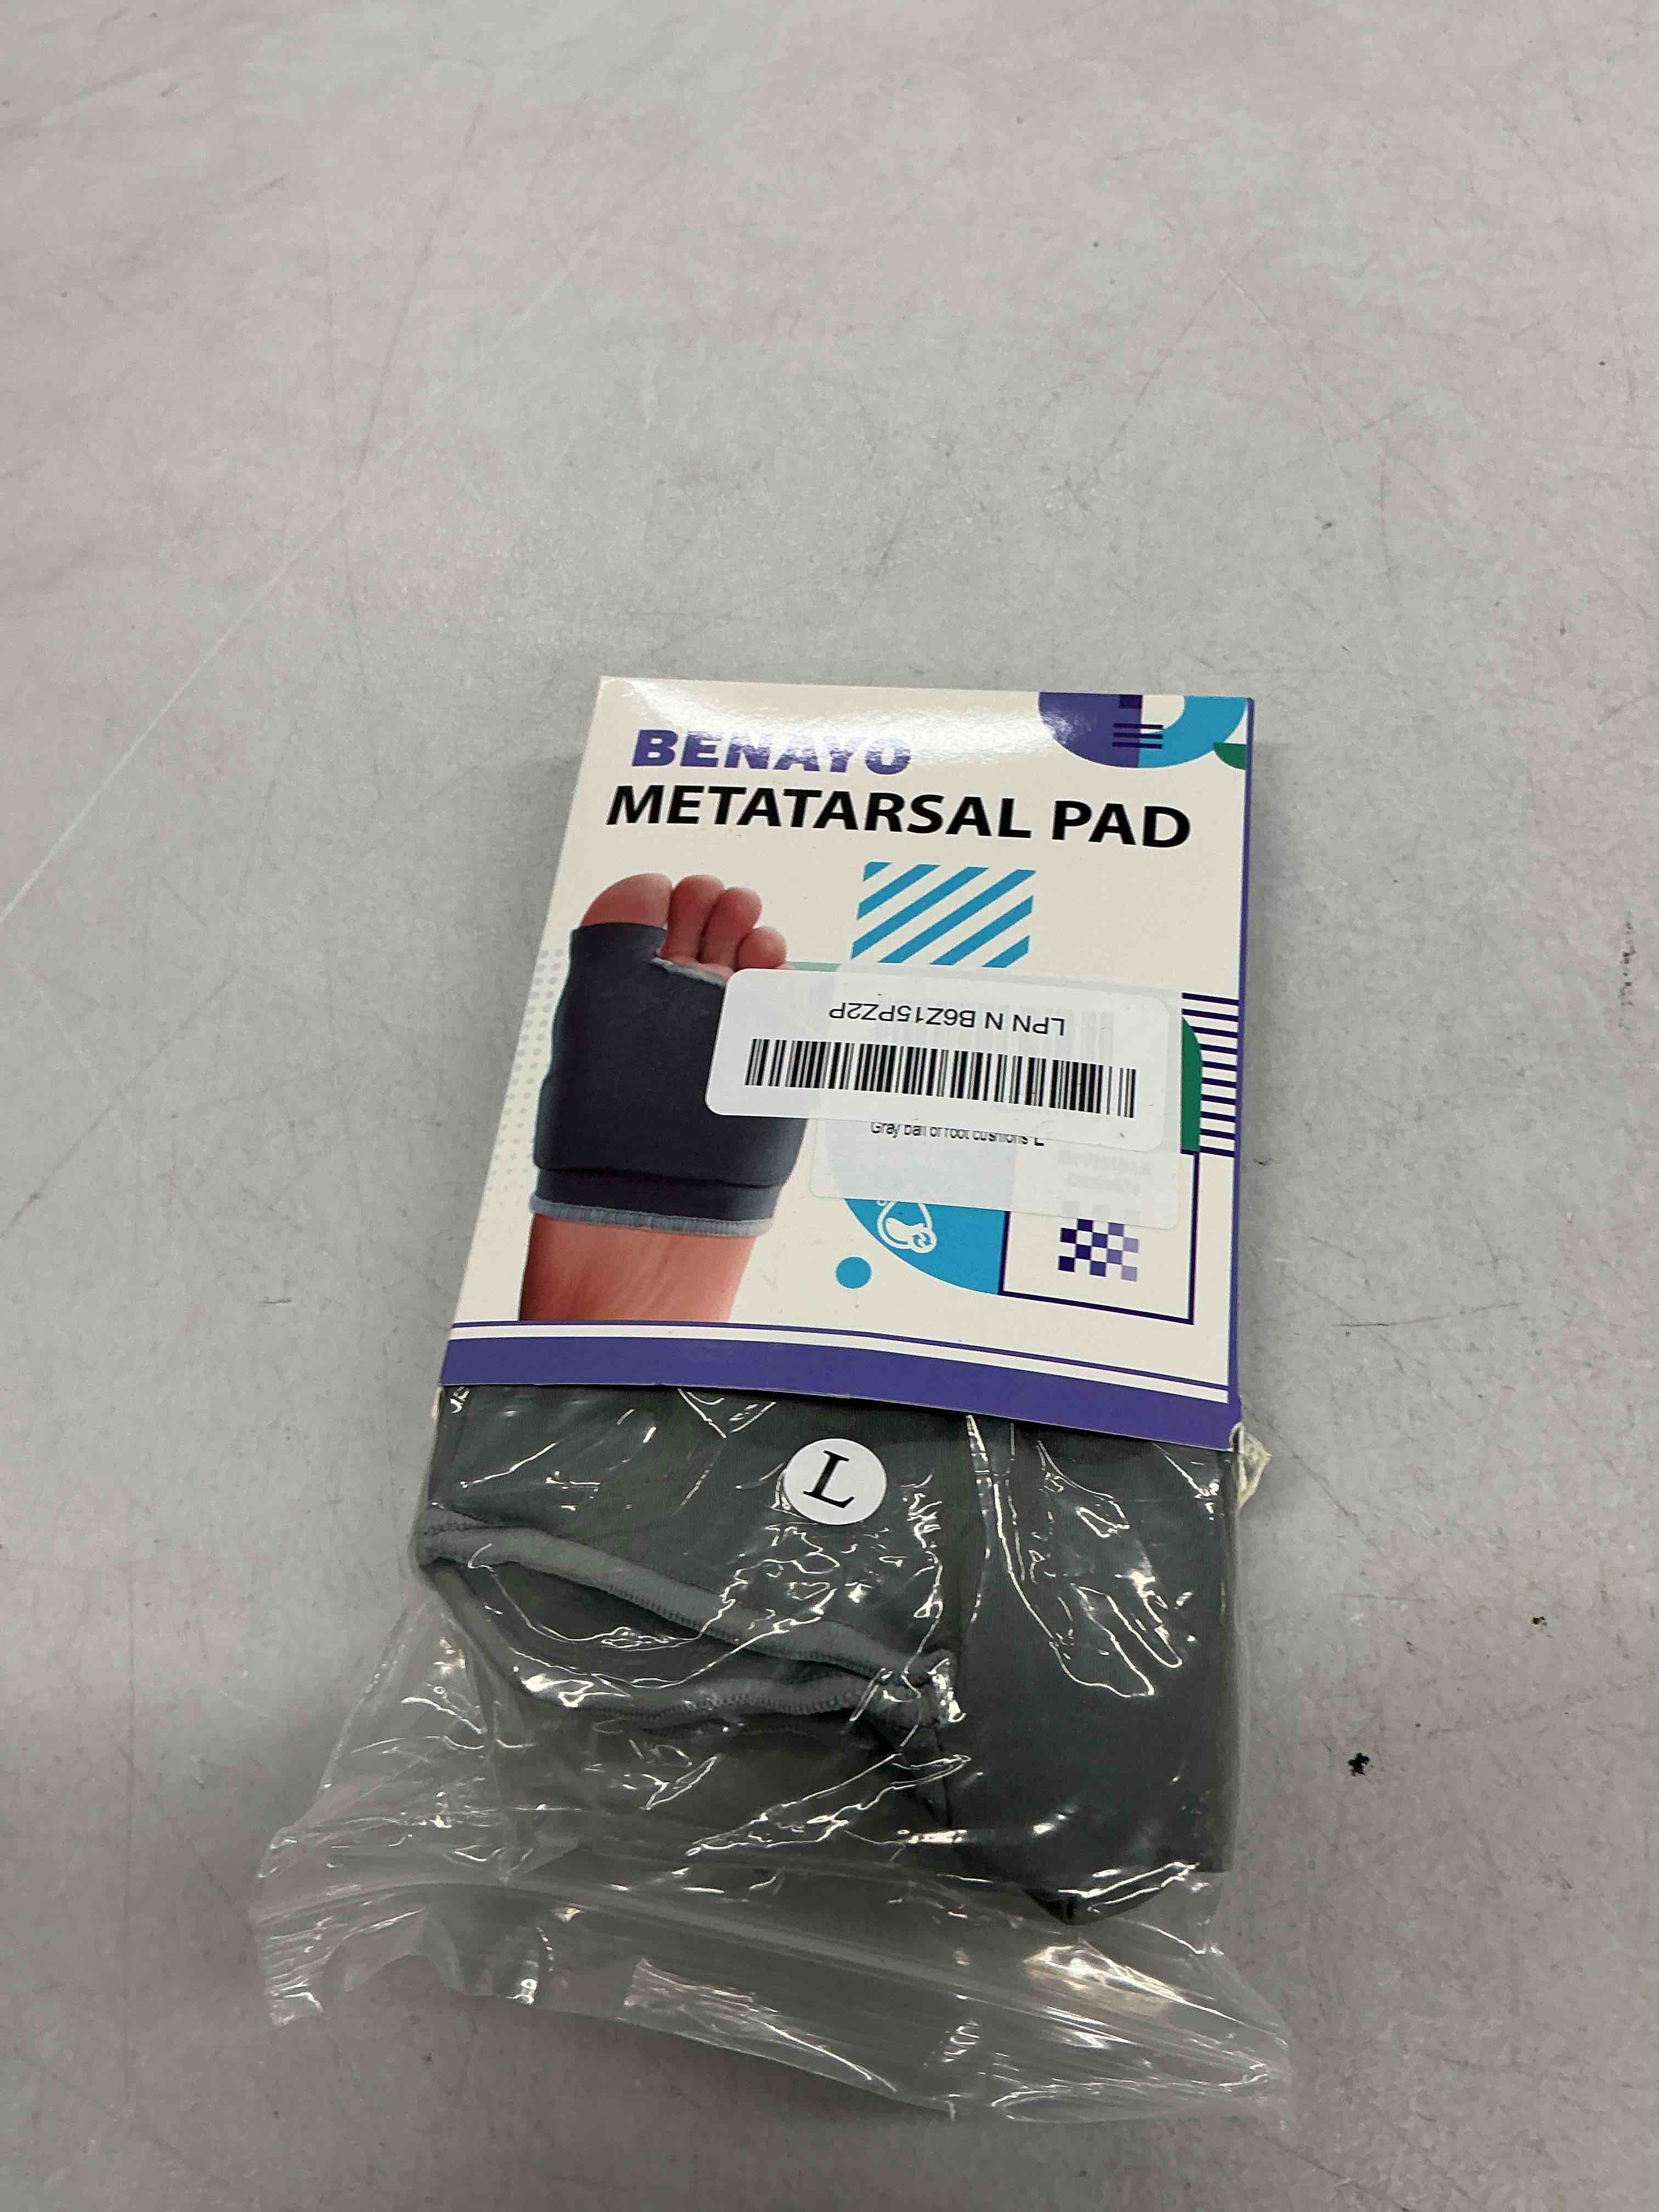 BENAYO
METATARSAL PAD
LPN N B6Z15PZ2P
Gray ball of foot cushions L
L